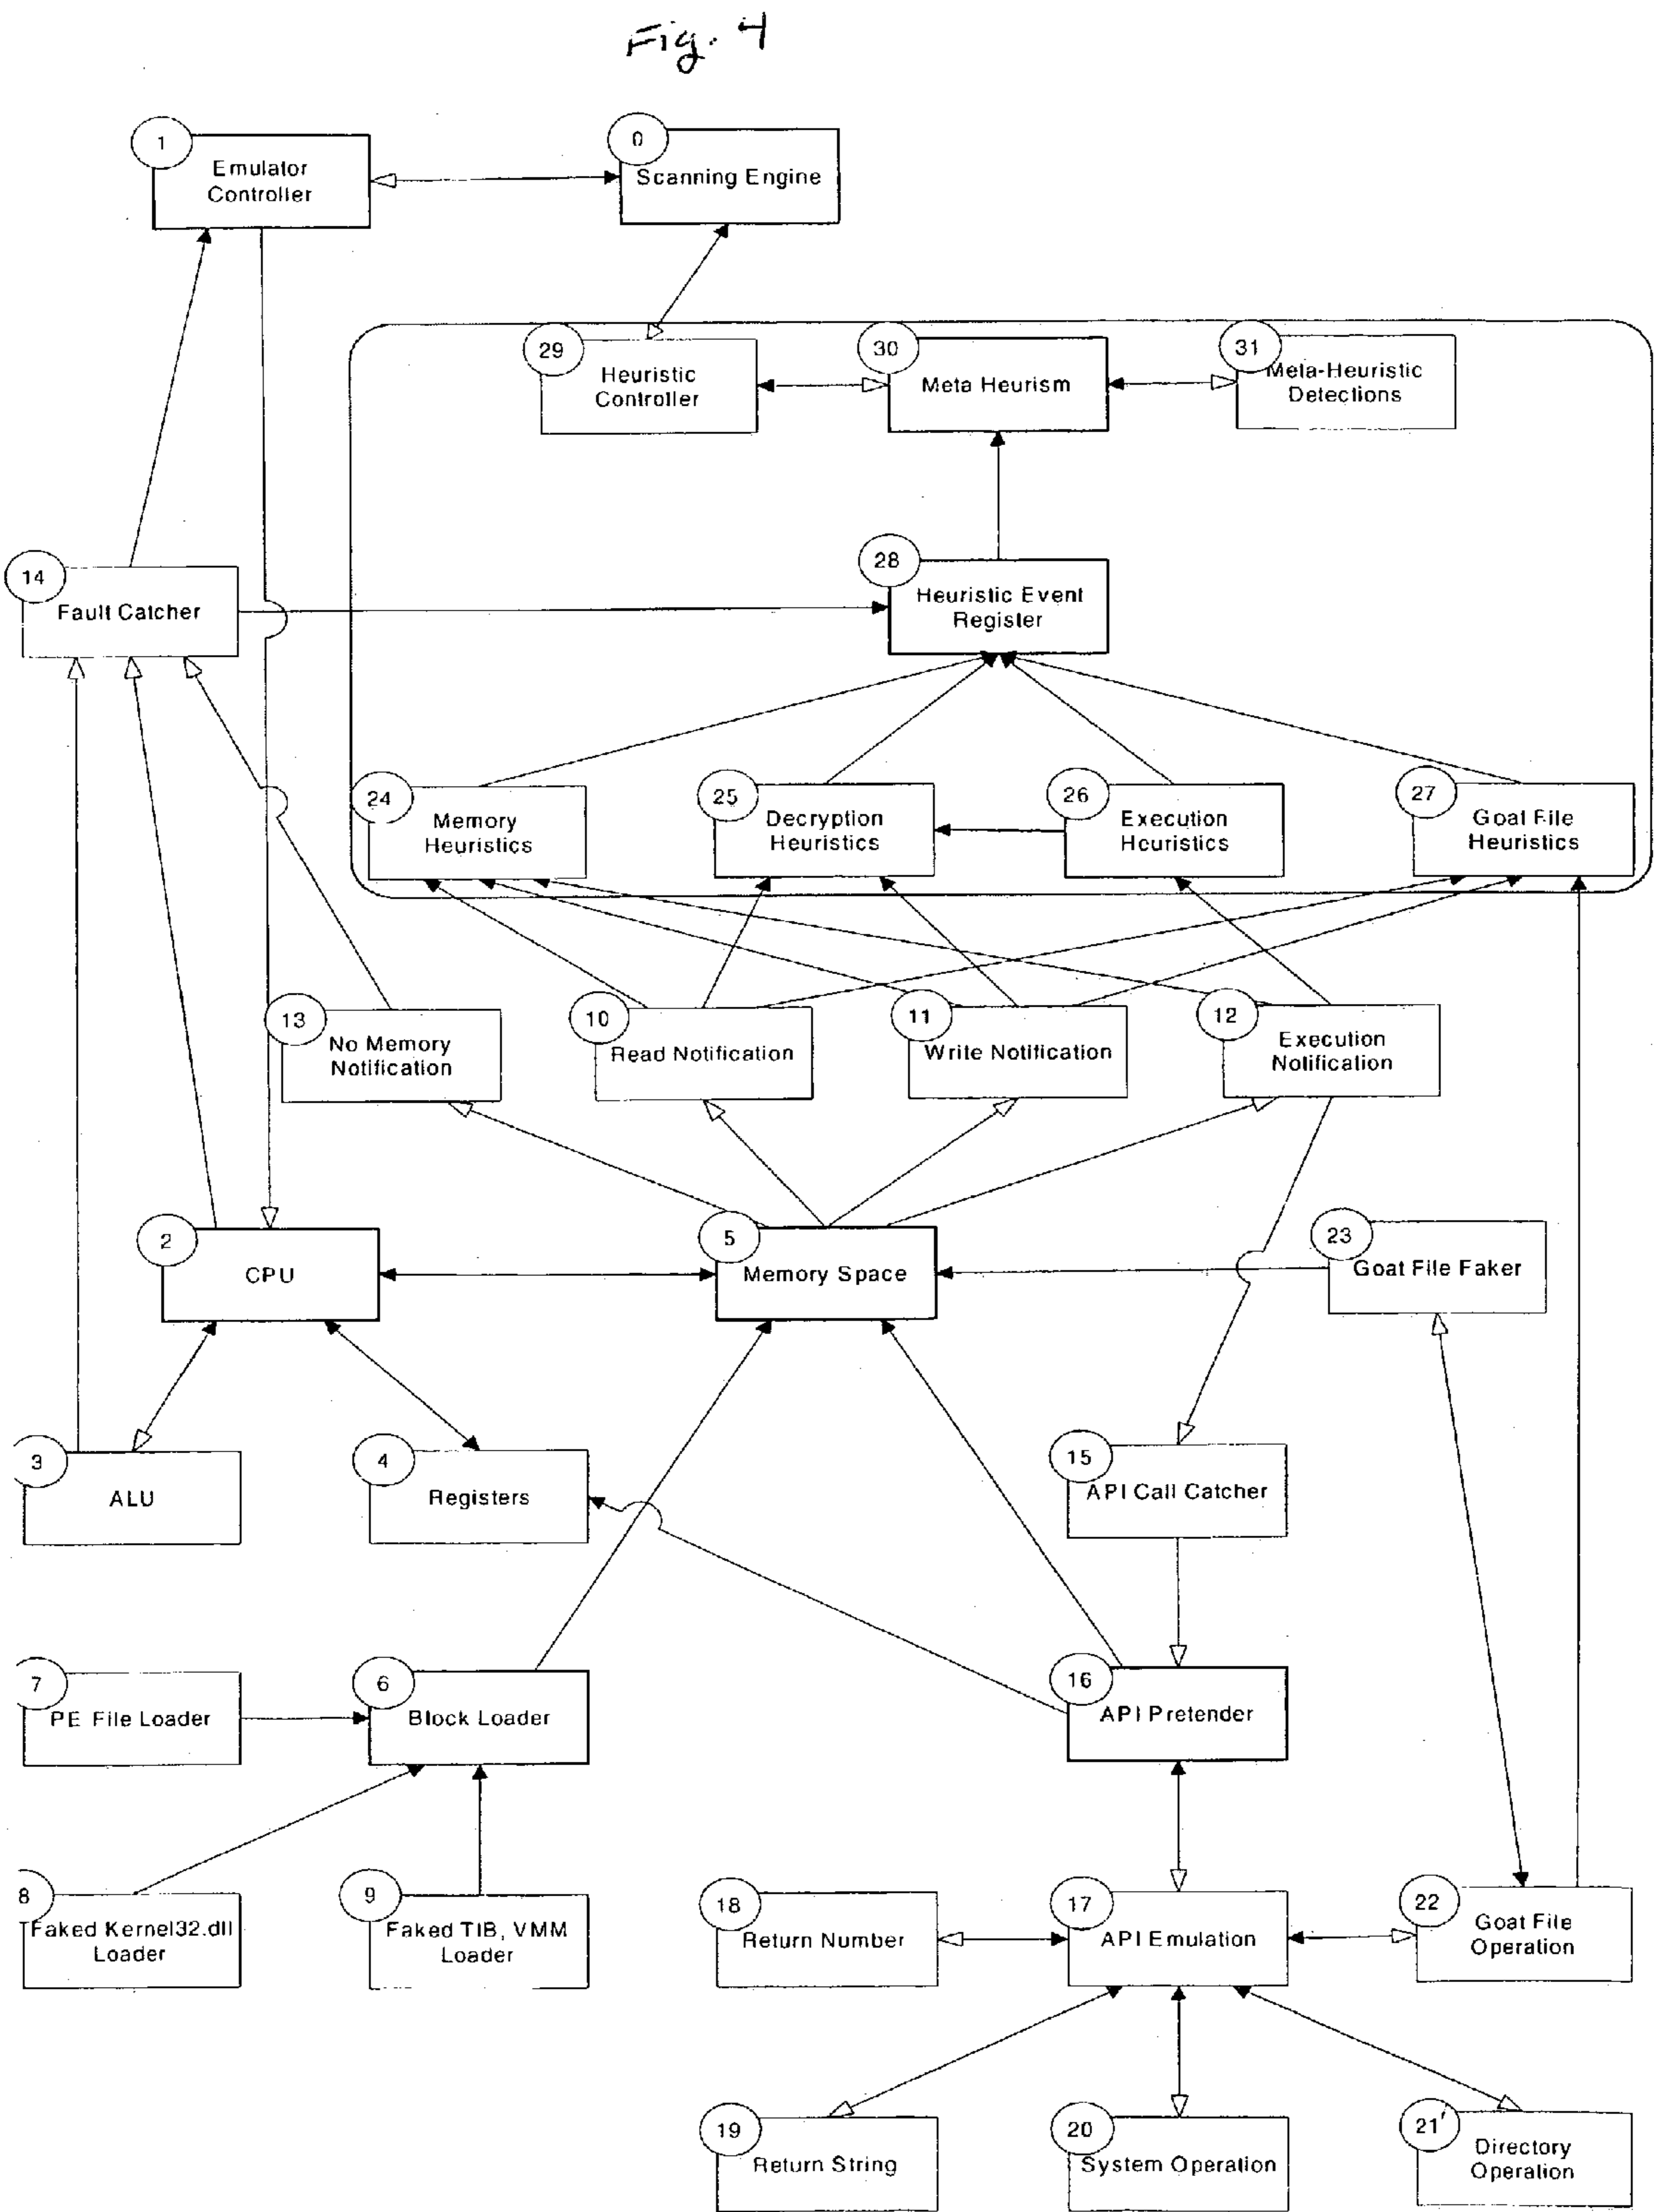 Fig. 4
1
Emulator
Controller
0
Scanning Engine
29
Heuristic
Controller
30
Meta Heurism
31
Meta-Heuristic
Detections
14
Fault Catcher
28
Heuristic Event
Register
24
Memory
Heuristics
25
Decryption
Heuristics
26
Execution
Heuristics
27
Goat File
Heuristics
13
No Memory
Notification
10
Read Notification
11
Write Notification
12
Execution
Notification
2
CPU
5
Memory Space
23
Goat File Faker
3
ALU
4
Registers
15
API Call Catcher
7
PE File Loader
6
Block Loader
16
API Pretender
8
Faked Kernel32.dll
Loader
9
Faked TIB, VMM
Loader
18
Return Number
17
API Emulation
22
Goat File
Operation
19
Return String
20
System Operation
21'
Directory
Operation